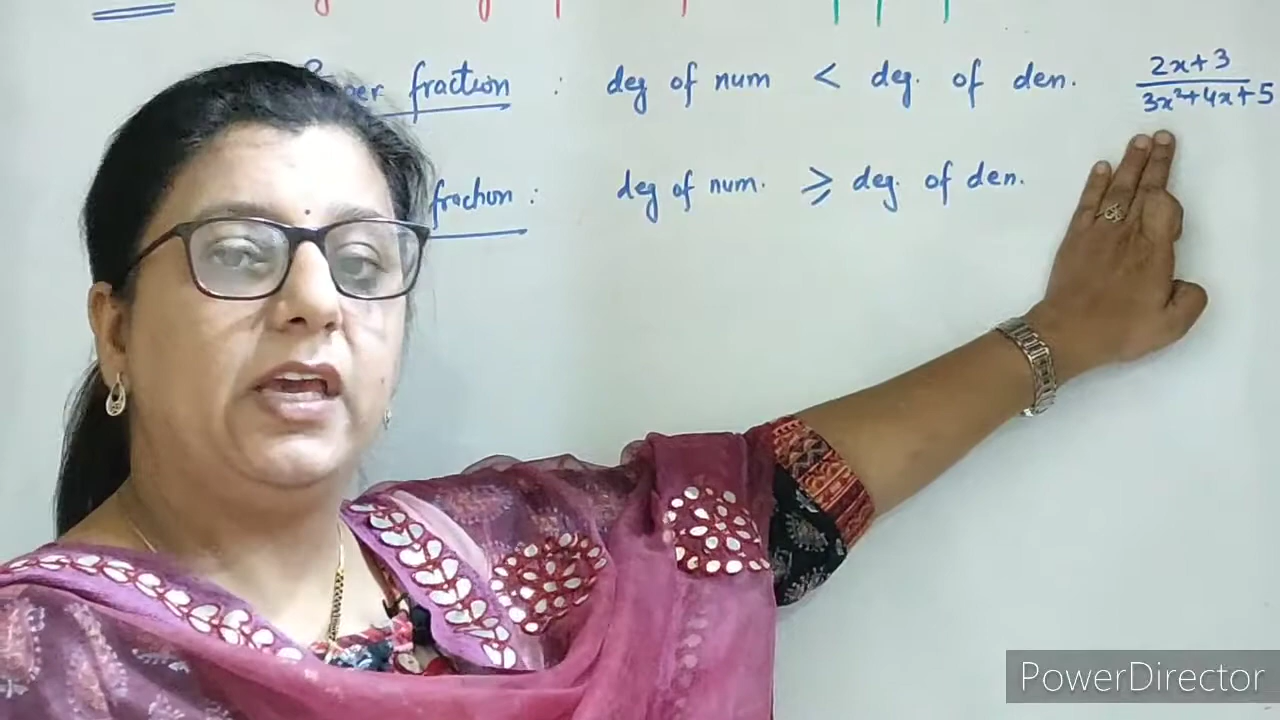 fraction : deg of num < deg. of den. 2x+3 / 3x²+4x+5
fraction : deg of num. ⩾ deg. of den.
PowerDirector